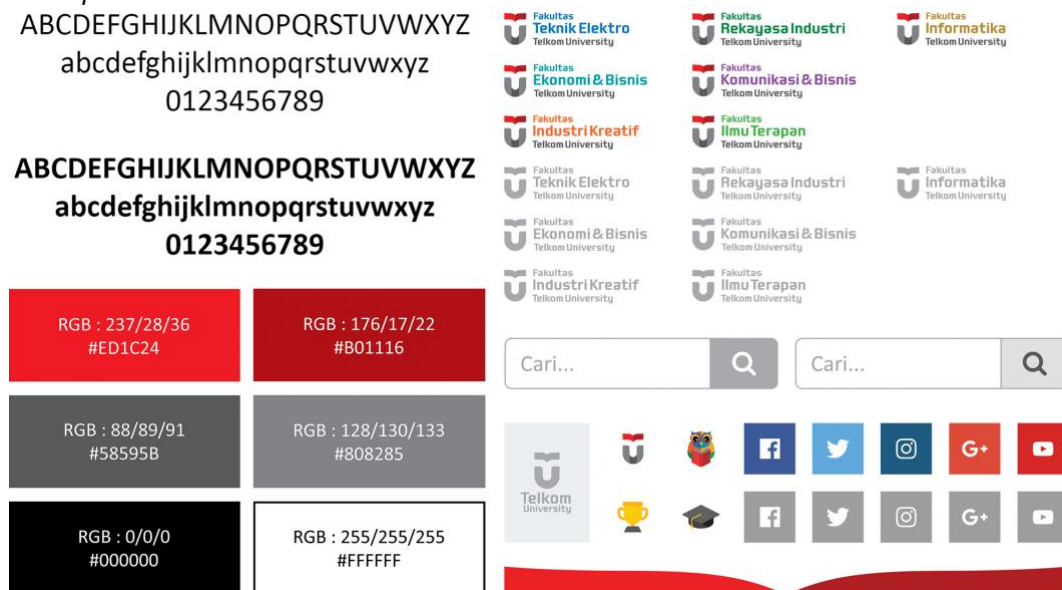 ABCDEFGHIJKLMNOPQRSTUVWXYZ
abcdefghijklmnopqrstuvwxyz
0123456789
ABCDEFGHIJKLMNOPQRSTUVWXYZ
abcdefghijklmnopqrstuvwxyz
0123456789
RGB : 237/28/36
#ED1C24
RGB : 176/17/22
#B01116
RGB : 88/89/91
#58595B
RGB : 128/130/133
#808285
RGB : 0/0/0
#000000
RGB : 255/255/255
#FFFFFF
Fakultas
Teknik Elektro
Telkom University
Fakultas
Rekayasa Industri
Telkom University
Fakultas
Informatika
Telkom University
Fakultas
Ekonomi & Bisnis
Telkom University
Fakultas
Komunikasi & Bisnis
Telkom University
Fakultas
Industri Kreatif
Telkom University
Fakultas
Ilmu Terapan
Telkom University
Fakultas
Teknik Elektro
Telkom University
Fakultas
Rekayasa Industri
Telkom University
Fakultas
Informatika
Telkom University
Fakultas
Ekonomi & Bisnis
Telkom University
Fakultas
Komunikasi & Bisnis
Telkom University
Fakultas
Industri Kreatif
Telkom University
Fakultas
Ilmu Terapan
Telkom University
Cari...
Cari...
Telkom
University
G+
G+